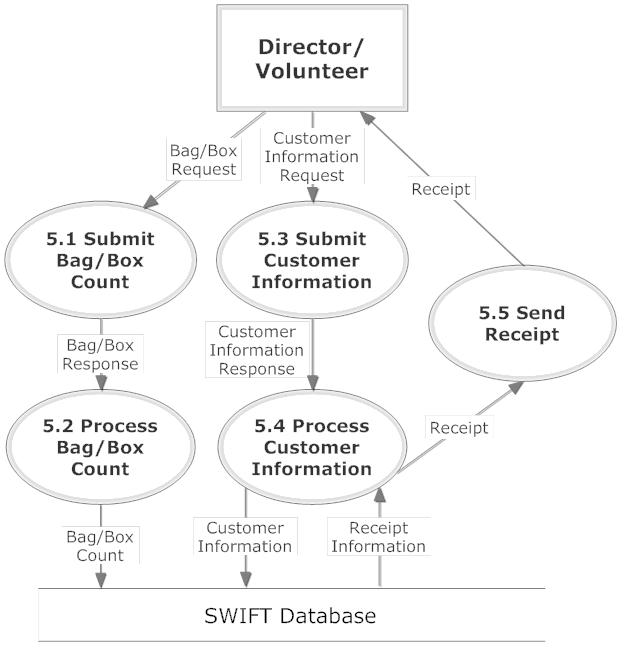 Director/
Volunteer
Bag/Box
Request
Customer
Information
Request
Receipt
5.1 Submit
Bag/Box
Count
5.3 Submit
Customer
Information
5.5 Send
Receipt
Bag/Box
Response
Customer
Information
Response
5.2 Process
Bag/Box
Count
5.4 Process
Customer
Information
Receipt
Bag/Box
Count
Customer
Information
Receipt
Information
SWIFT Database